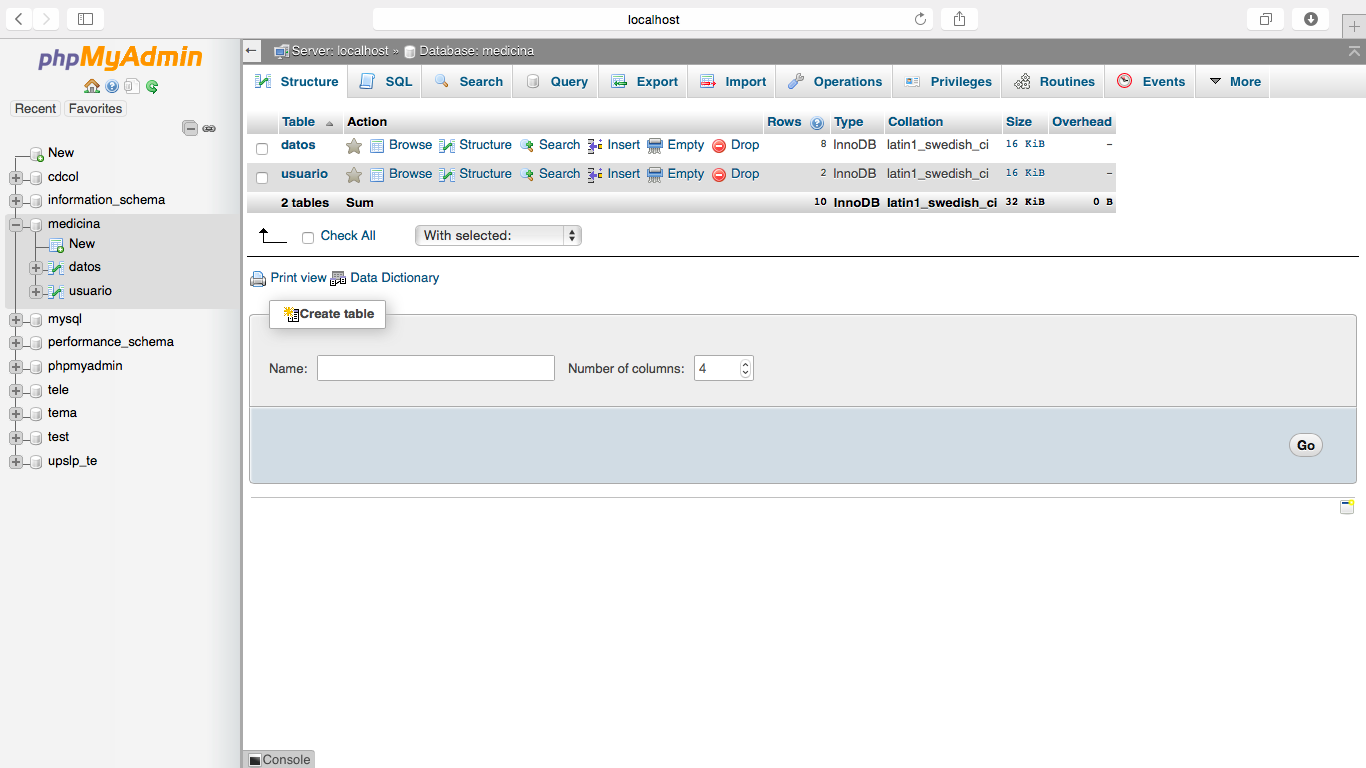 localhost
phpMyAdmin
Recent Favorites
New
cdcol
information_schema
medicina
New
datos
usuario
mysql
performance_schema
phpmyadmin
tele
tema
test
upslp_te
Server: localhost » Database: medicina
Structure SQL Search Query Export Import Operations Privileges Routines Events More
Table Action Rows Type Collation Size Overhead
datos Browse Structure Search Insert Empty Drop 8 InnoDB latin1_swedish_ci 16 KiB -
usuario Browse Structure Search Insert Empty Drop 2 InnoDB latin1_swedish_ci 16 KiB -
2 tables Sum 10 InnoDB latin1_swedish_ci 32 KiB 0 B
Check All With selected:
Print view Data Dictionary
Create table
Name: Number of columns: 4
Go
Console